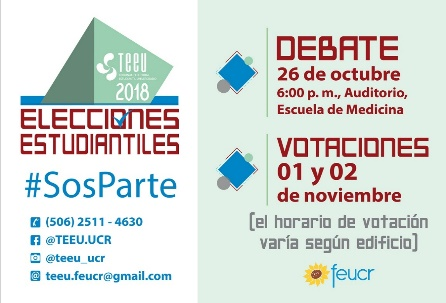 TEEU
2018
ELECCIONES
ESTUDIANTILES
#SosParte
(506) 2511 - 4630
@TEEU.UCR
@teeu_ucr
teeu.feucr@gmail.com
DEBATE
26 de octubre
6:00 p. m., Auditorio,
Escuela de Medicina
VOTACIONES
01 y 02
de noviembre
(el horario de votación
varía según edificio)
feucr